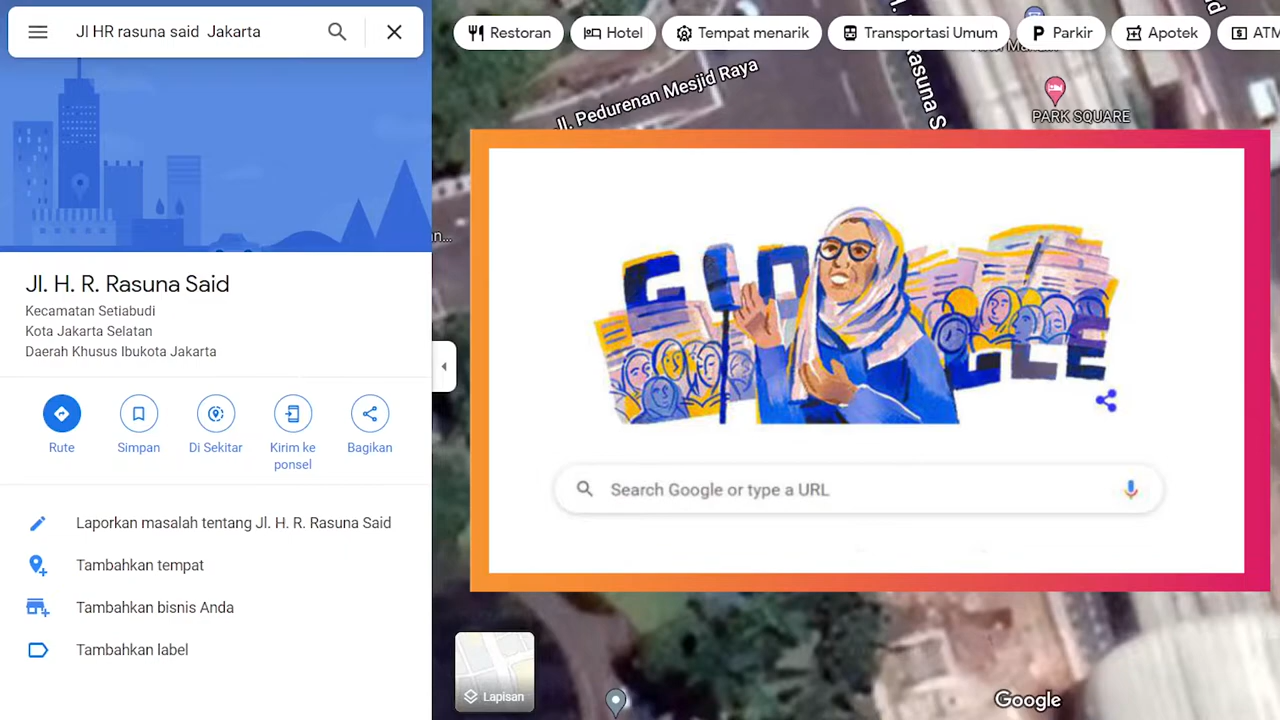 Jl HR rasuna said Jakarta
Restoran
Hotel
Tempat menarik
Transportasi Umum
Parkir
Apotek
ATM
Jl. Pedurenan Mesjid Raya
Rasuna S
PARK SQUARE
Jl. H. R. Rasuna Said
Kecamatan Setiabudi
Kota Jakarta Selatan
Daerah Khusus Ibukota Jakarta
Rute
Simpan
Di Sekitar
Kirim ke
ponsel
Bagikan
Search Google or type a URL
Laporkan masalah tentang Jl. H. R. Rasuna Said
Tambahkan tempat
Tambahkan bisnis Anda
Tambahkan label
Lapisan
Google